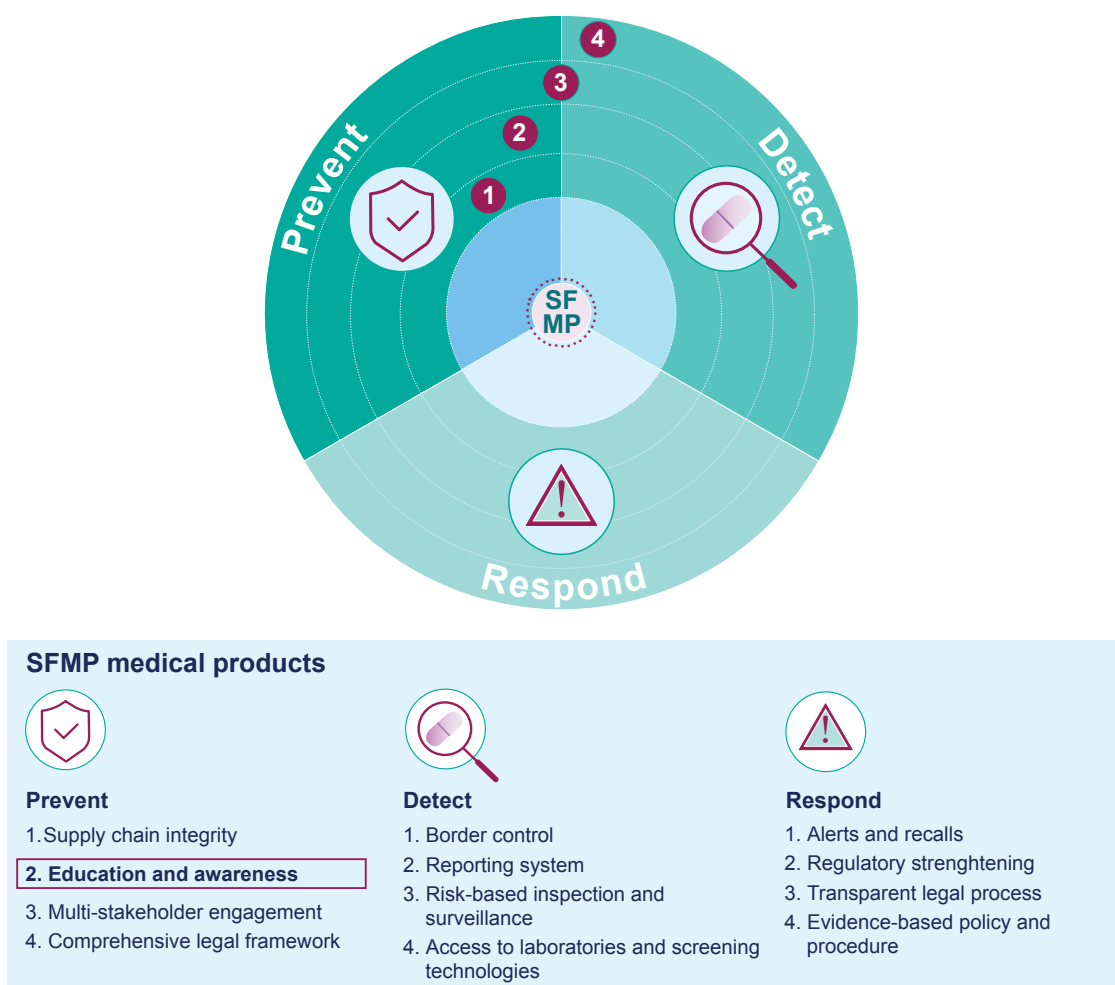 4
3
2
1
Prevent
Detect
SF
MP
Respond
SFMP medical products
Prevent
1.Supply chain integrity
2. Education and awareness
3. Multi-stakeholder engagement
4. Comprehensive legal framework
Detect
1. Border control
2. Reporting system
3. Risk-based inspection and
surveillance
4. Access to laboratories and screening
technologies
Respond
1. Alerts and recalls
2. Regulatory strenghtening
3. Transparent legal process
4. Evidence-based policy and
procedure